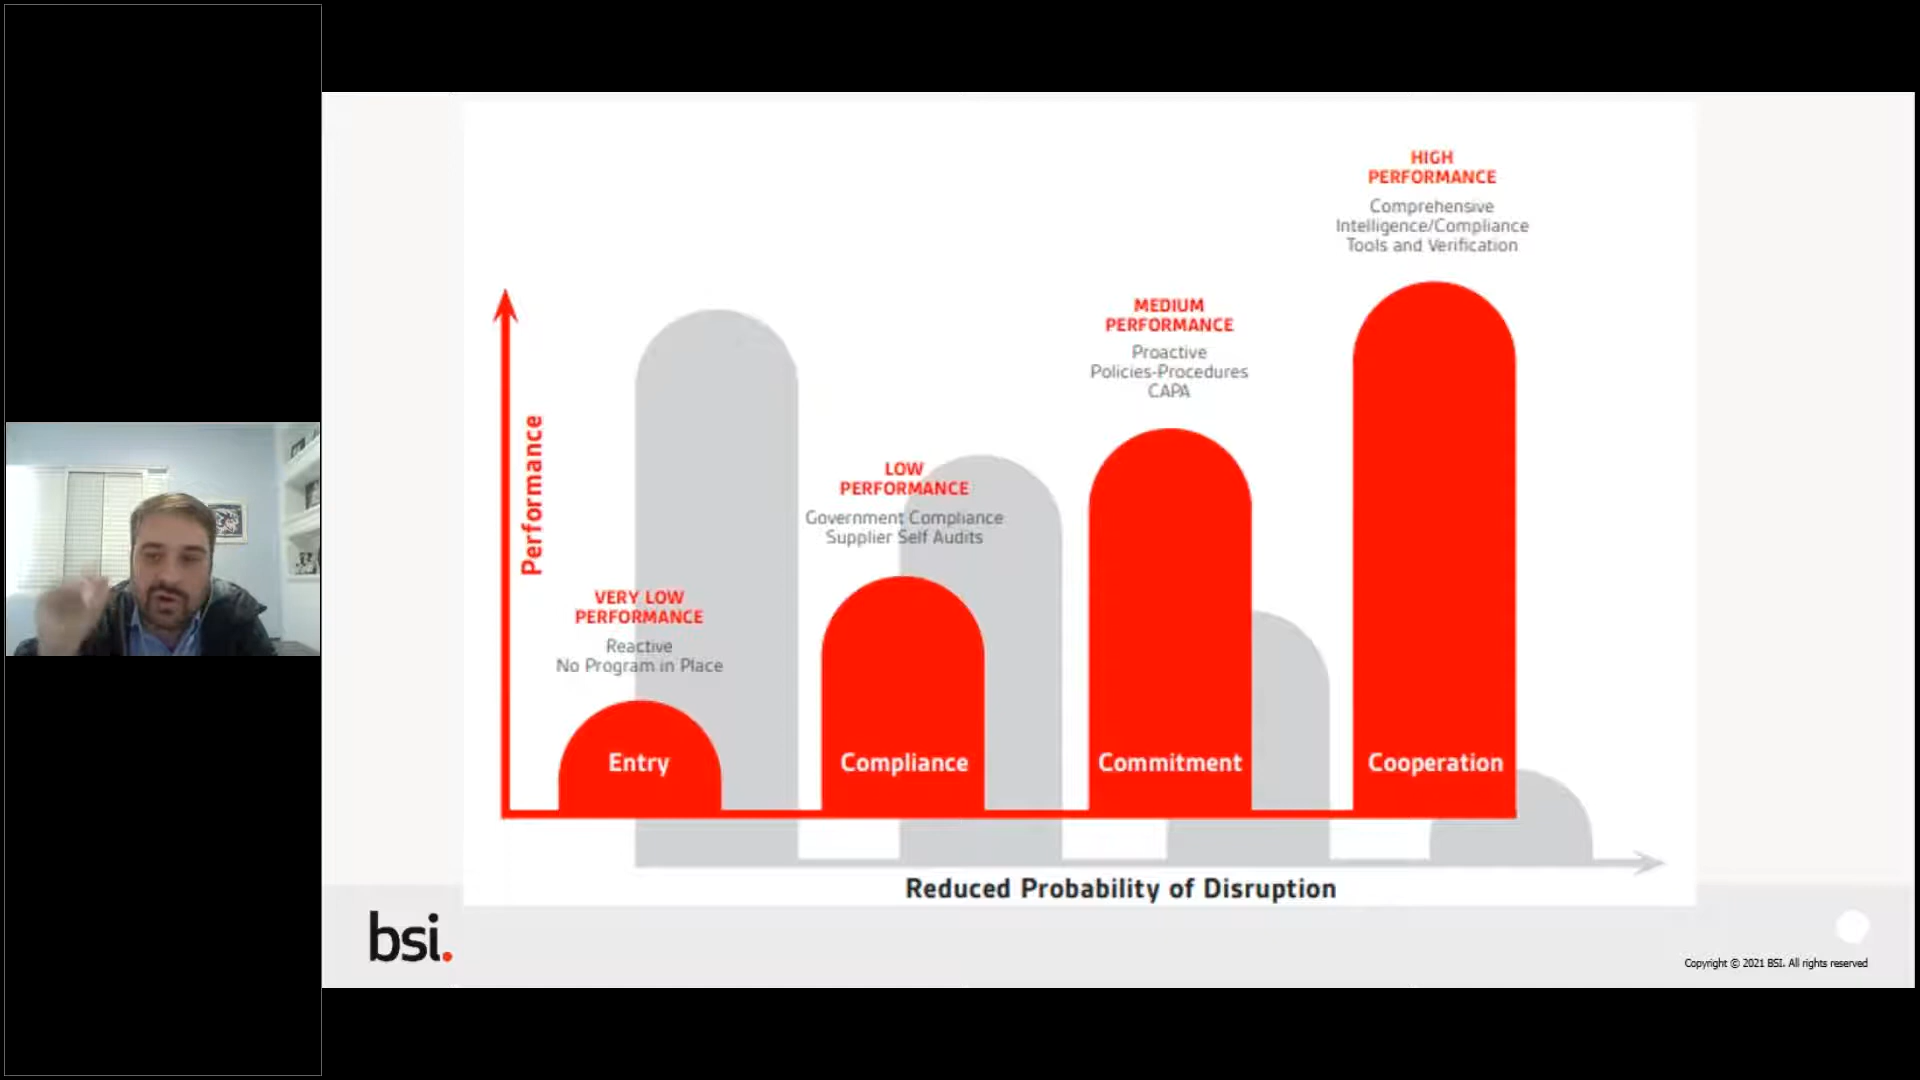 HIGH
PERFORMANCE
Comprehensive
Intelligence/Compliance
Tools and Verification
MEDIUM
PERFORMANCE
Proactive
Policies-Procedures
CAPA
LOW
PERFORMANCE
Government Compliance
Supplier Self Audits
VERY LOW
PERFORMANCE
Reactive
No Program in Place
Performance
Entry
Compliance
Commitment
Cooperation
Reduced Probability of Disruption
bsi.
Copyright © 2021 BSI. All rights reserved